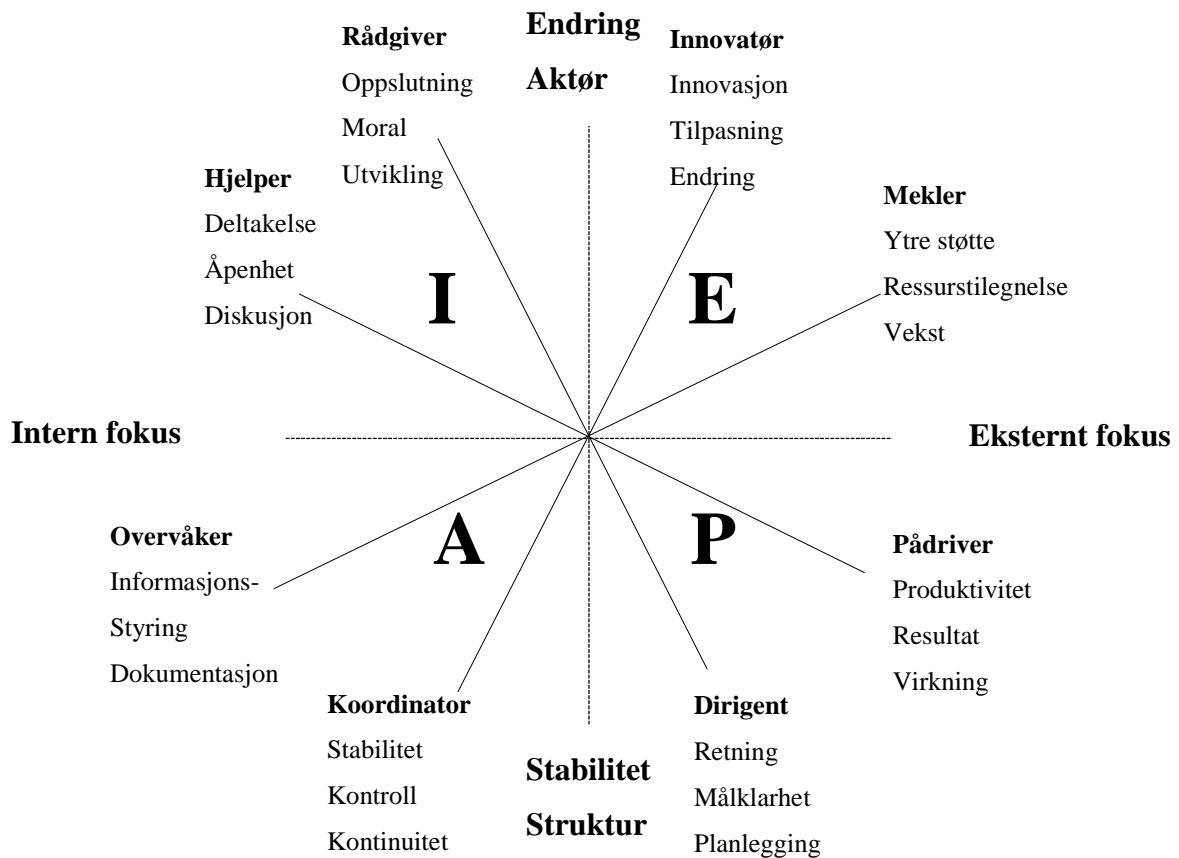 Endring
Aktør
Rådgiver
Oppslutning
Moral
Utvikling
Innovatør
Innovasjon
Tilpasning
Endring
Hjelper
Deltakelse
Åpenhet
Diskusjon
Mekler
Ytre støtte
Ressurstilegnelse
Vekst
I
E
Intern fokus
Eksternt fokus
A
P
Overvåker
Informasjons-
Styring
Dokumentasjon
Pådriver
Produktivitet
Resultat
Virkning
Koordinator
Stabilitet
Kontroll
Kontinuitet
Stabilitet
Struktur
Dirigent
Retning
Målklarhet
Planlegging